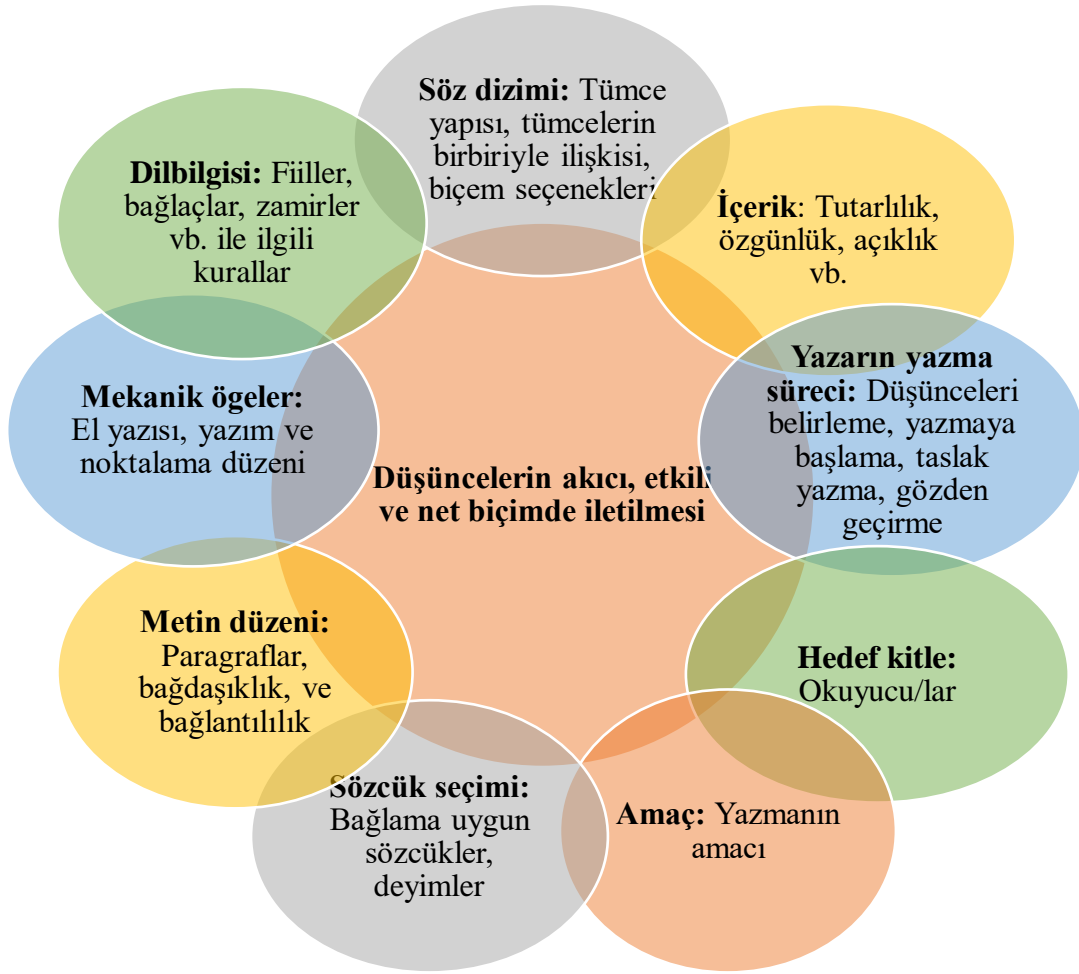 Söz dizimi: Tümce
yapısı, tümcelerin
birbiriyle ilişkisi,
biçem seçenekleri
İçerik: Tutarlılık,
özgünlük, açıklık
vb.
Yazarın yazma
süreci: Düşünceleri
belirleme, yazmaya
başlama, taslak
yazma, gözden
geçirme
Hedef kitle:
Okuyucu/lar
Amaç: Yazmanın
amacı
Sözcük seçimi:
Bağlama uygun
sözcükler,
deyimler
Metin düzeni:
Paragraflar,
bağdaşıklık, ve
bağlantılılık
Mekanik ögeler:
El yazısı, yazım ve
noktalama düzeni
Dilbilgisi: Fiiller,
bağlaçlar, zamirler
vb. ile ilgili
kurallar
Düşüncelerin akıcı, etkili
ve net biçimde iletilmesi